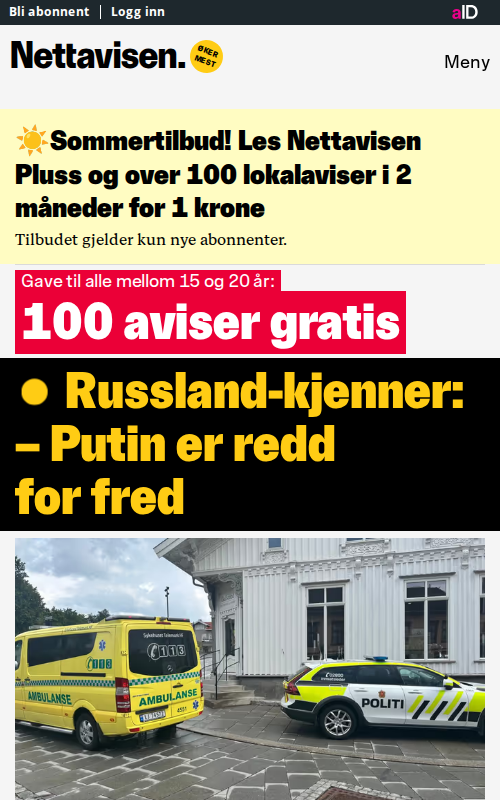 Bli abonnent
Logg inn
aID
Nettavisen.
ØKER
MEST
Meny
Sommertilbud! Les Nettavisen
Pluss og over 100 lokalaviser i 2
måneder for 1 krone
Tilbudet gjelder kun nye abonnenter.
Gave til alle mellom 15 og 20 år:
100 aviser gratis
Russland-kjenner:
– Putin er redd
for fred
113
113
AMBULANSE
AMBULANSE
02800
POLITI